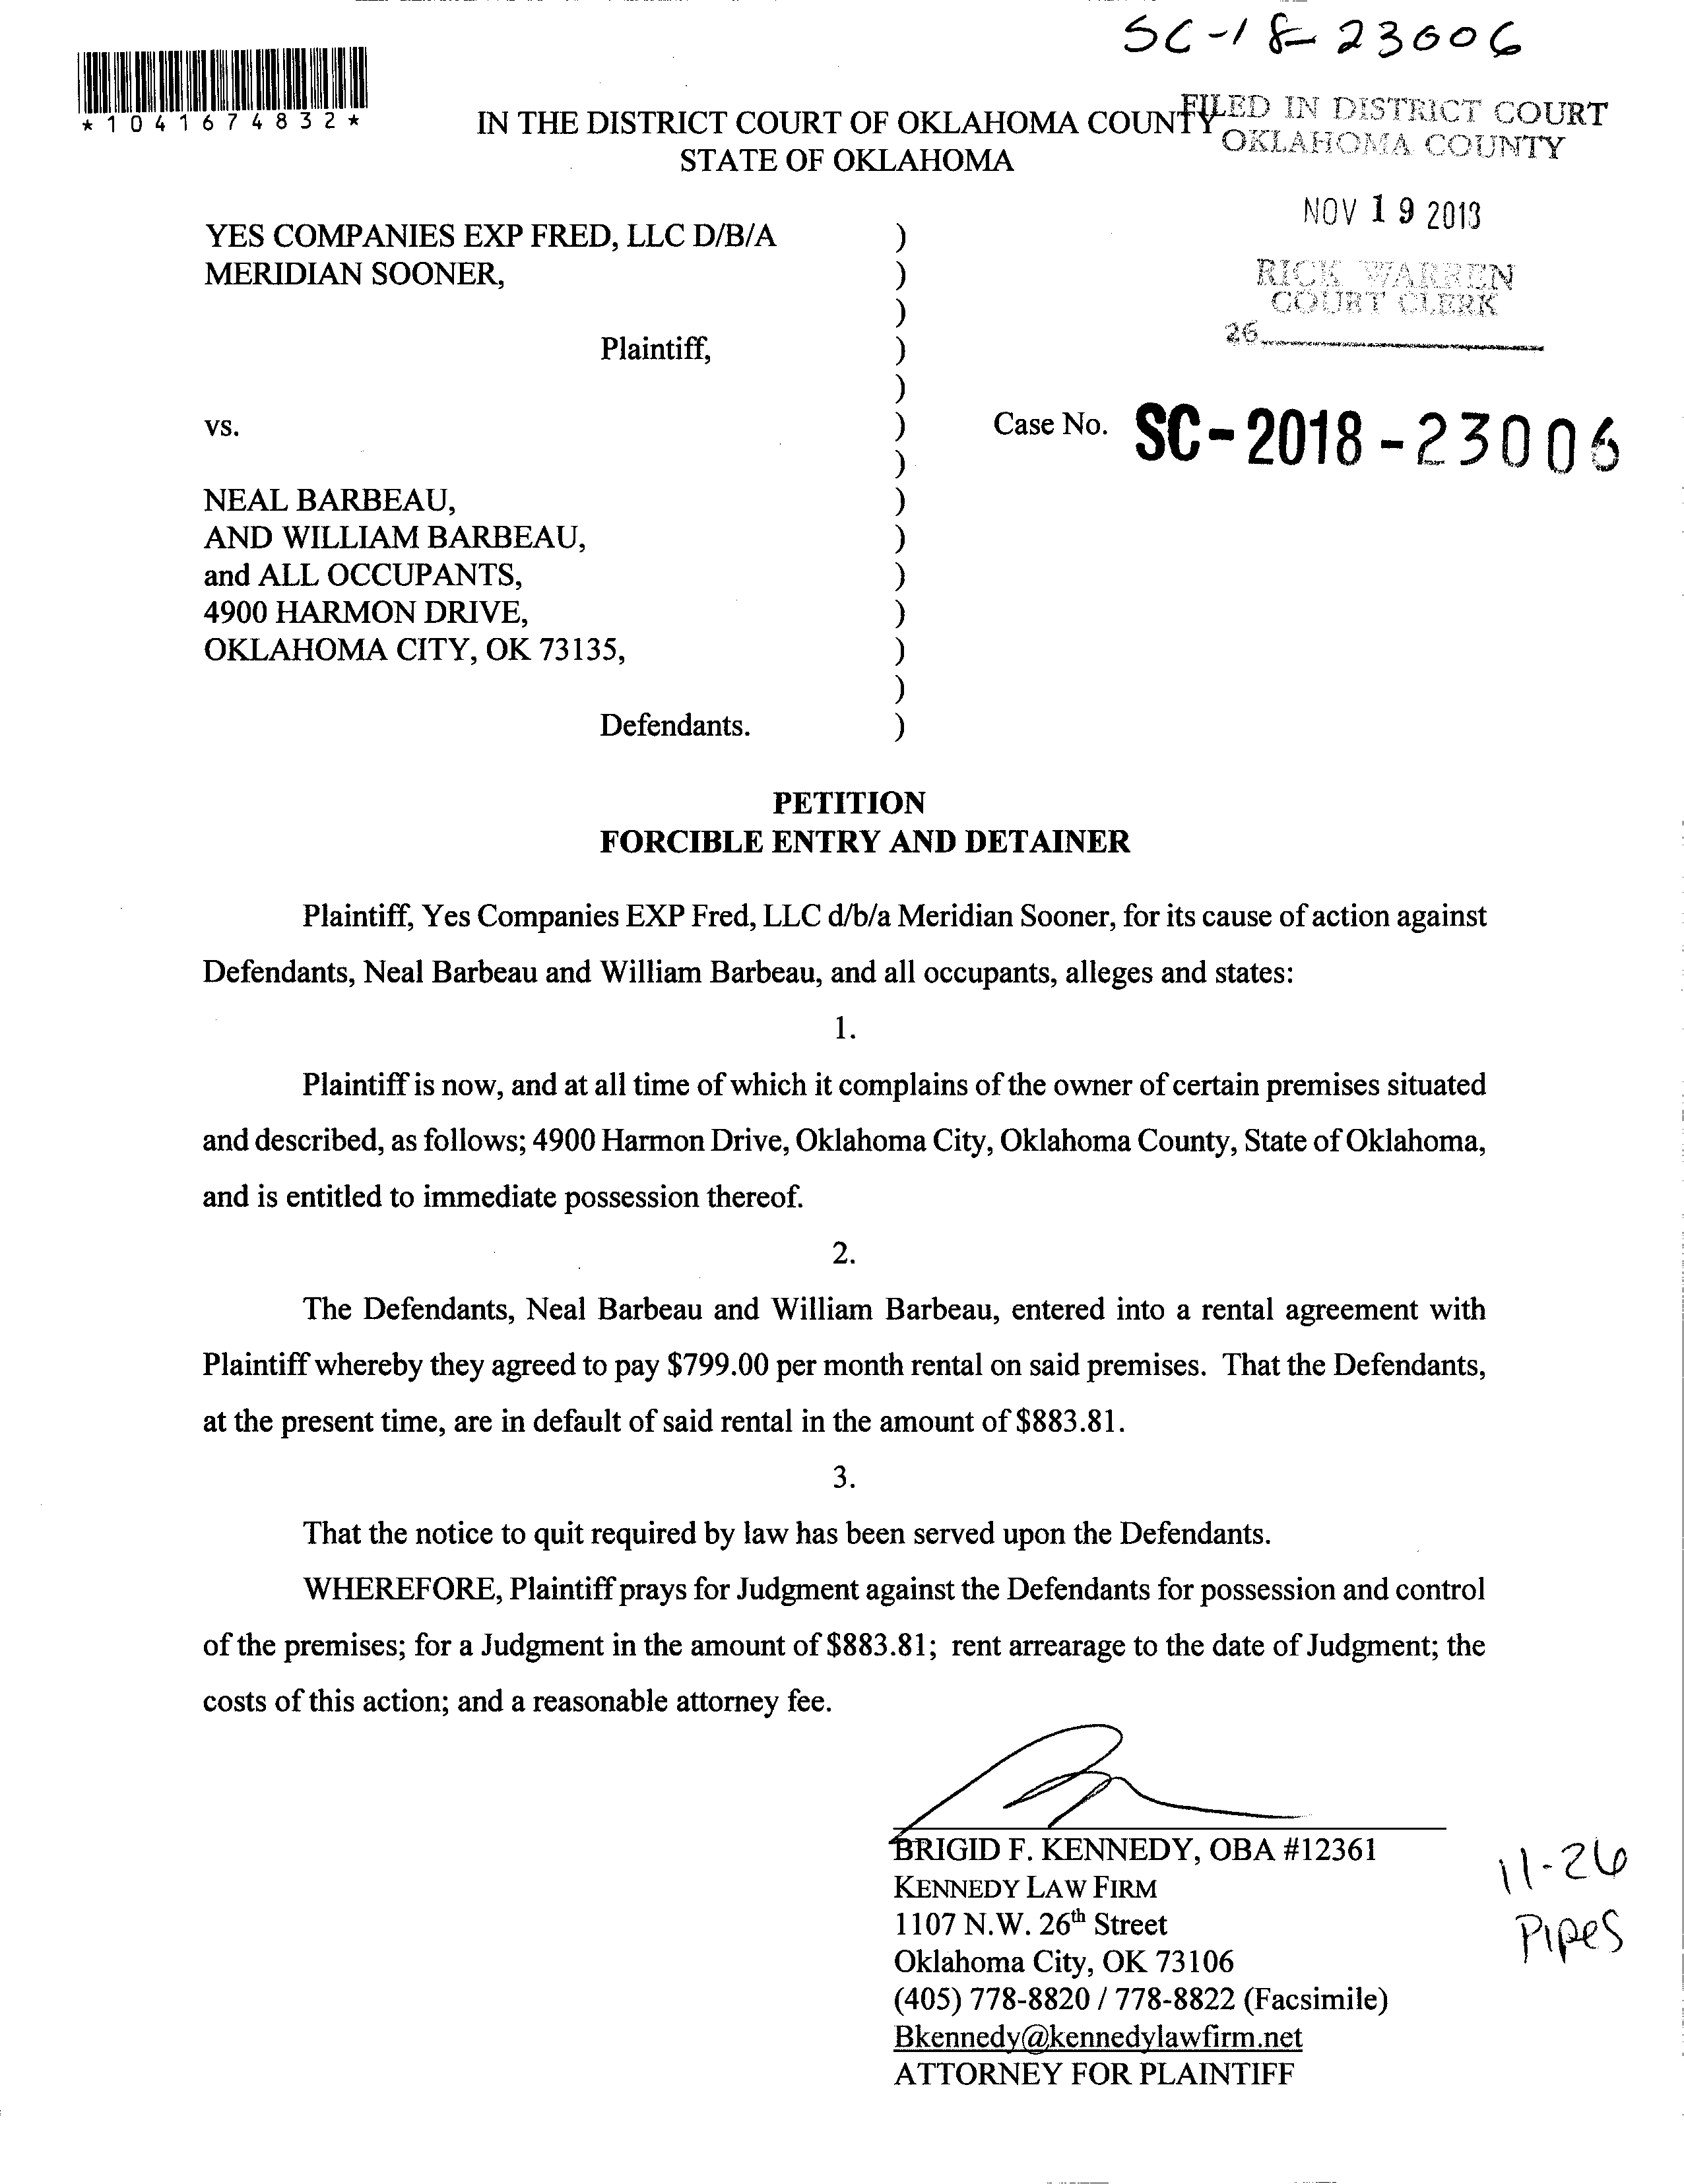 SC-18-23006
*1041674832*
IN THE DISTRICT COURT OF OKLAHOMA COUNTY
STATE OF OKLAHOMA
FILED IN DISTRICT COURT
OKLAHOMA COUNTY
NOV 19 2018
RICK WARREN
COURT CLERK
26
YES COMPANIES EXP FRED, LLC D/B/A )
MERIDIAN SOONER, )
)
Plaintiff, )
)
vs. ) Case No. SC-2018-23006
)
NEAL BARBEAU, )
AND WILLIAM BARBEAU, )
and ALL OCCUPANTS, )
4900 HARMON DRIVE, )
OKLAHOMA CITY, OK 73135, )
)
Defendants. )
PETITION
FORCIBLE ENTRY AND DETAINER
Plaintiff, Yes Companies EXP Fred, LLC d/b/a Meridian Sooner, for its cause of action against
Defendants, Neal Barbeau and William Barbeau, and all occupants, alleges and states:
1.
Plaintiff is now, and at all time of which it complains of the owner of certain premises situated
and described, as follows; 4900 Harmon Drive, Oklahoma City, Oklahoma County, State of Oklahoma,
and is entitled to immediate possession thereof.
2.
The Defendants, Neal Barbeau and William Barbeau, entered into a rental agreement with
Plaintiff whereby they agreed to pay $799.00 per month rental on said premises. That the Defendants,
at the present time, are in default of said rental in the amount of $883.81.
3.
That the notice to quit required by law has been served upon the Defendants.
WHEREFORE, Plaintiff prays for Judgment against the Defendants for possession and control
of the premises; for a Judgment in the amount of $883.81; rent arrearage to the date of Judgment; the
costs of this action; and a reasonable attorney fee.
BRIGID F. KENNEDY, OBA #12361
KENNEDY LAW FIRM
1107 N.W. 26th Street
Oklahoma City, OK 73106
(405) 778-8820 / 778-8822 (Facsimile)
Bkennedy@kennedylawfirm.net
ATTORNEY FOR PLAINTIFF
11-26
Pipes